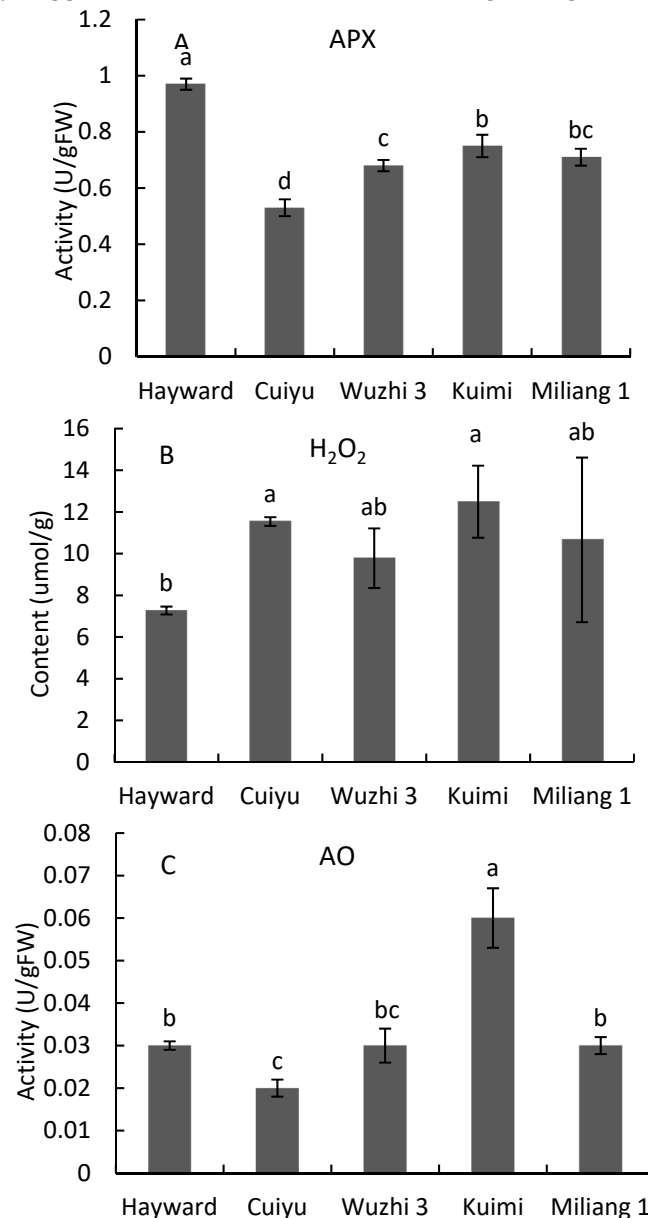 A APX
1.2
1
0.8
0.6
0.4
0.2
0
Activity (U/gFW)
a
d
c
b
bc
Hayward Cuiyu Wuzhi 3 Kuimi Miliang 1
B H₂O₂
16
14
12
10
8
6
4
2
0
Content (umol/g)
b
a
ab
a
ab
Hayward Cuiyu Wuzhi 3 Kuimi Miliang 1
C AO
0.08
0.07
0.06
0.05
0.04
0.03
0.02
0.01
0
Activity (U/gFW)
b
c
bc
a
b
Hayward Cuiyu Wuzhi 3 Kuimi Miliang 1